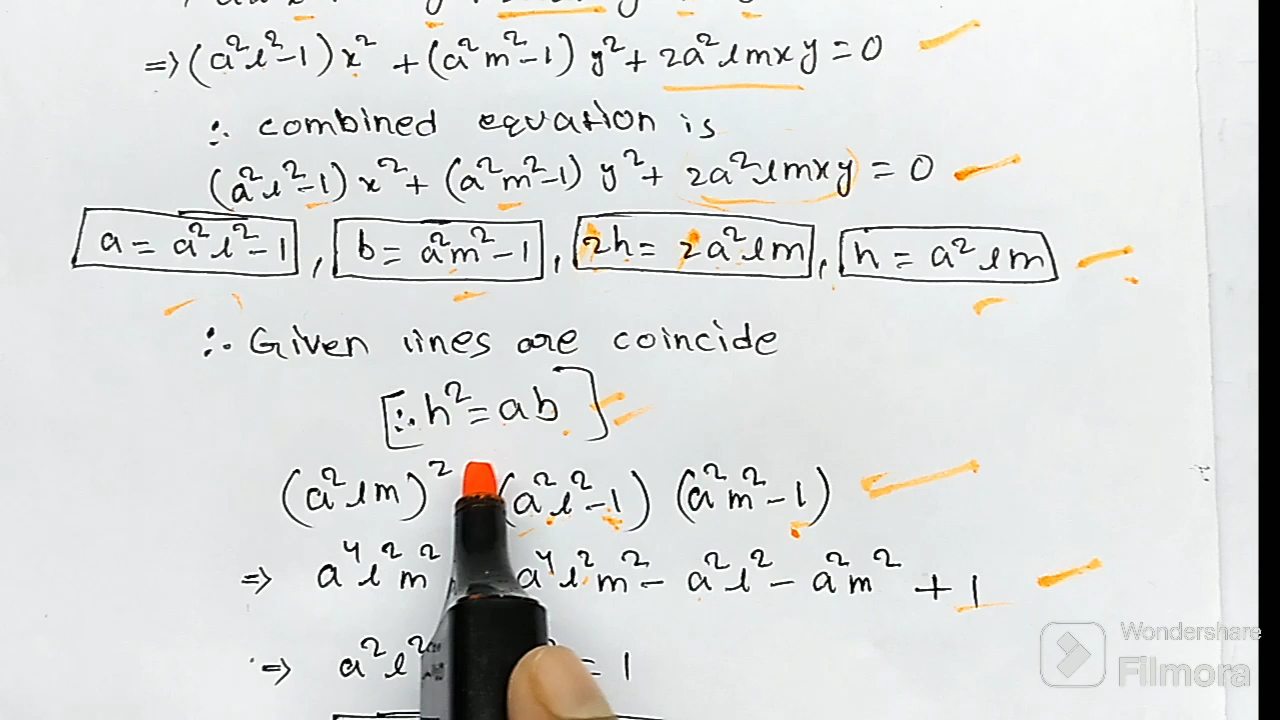 ⇒ (a²l²-1)x² + (a²m²-1) y² + 2a²lmxy = 0
∴ combined equation is
(a²l²-1) x² + (a²m²-1) y² + 2a²lmxy = 0
a = a²l²-1 , b = a²m²-1 , 2h = 2a²lm , h = a²lm
∴ Given lines are coincide
[∴ h² = ab]
(a²lm)² (a²l²-1) (a²m²-1)
⇒ a⁴l²m² a⁴l²m² - a²l² - a²m² + 1
⇒ a²l² = 1
Wondershare
Filmora